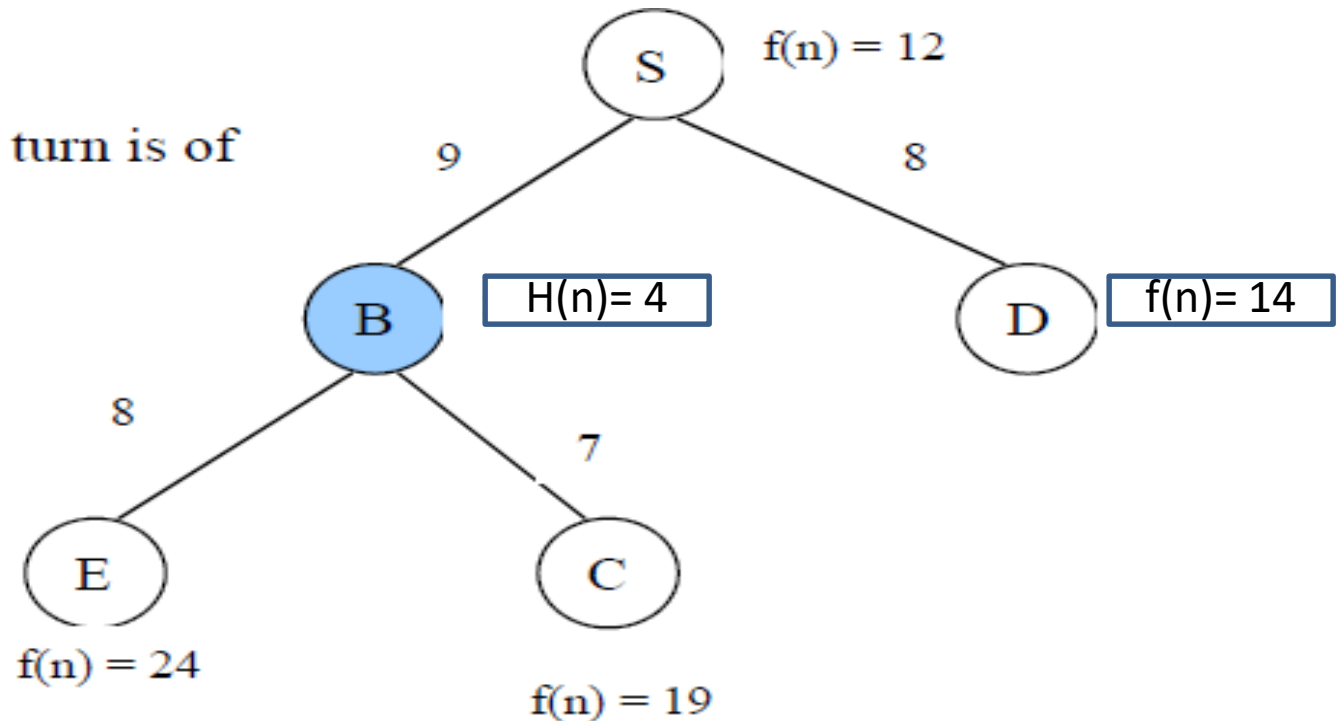 S
f(n) = 12
turn is of
9
8
B
H(n)= 4
D
f(n)= 14
8
7
E
C
f(n) = 24
f(n) = 19